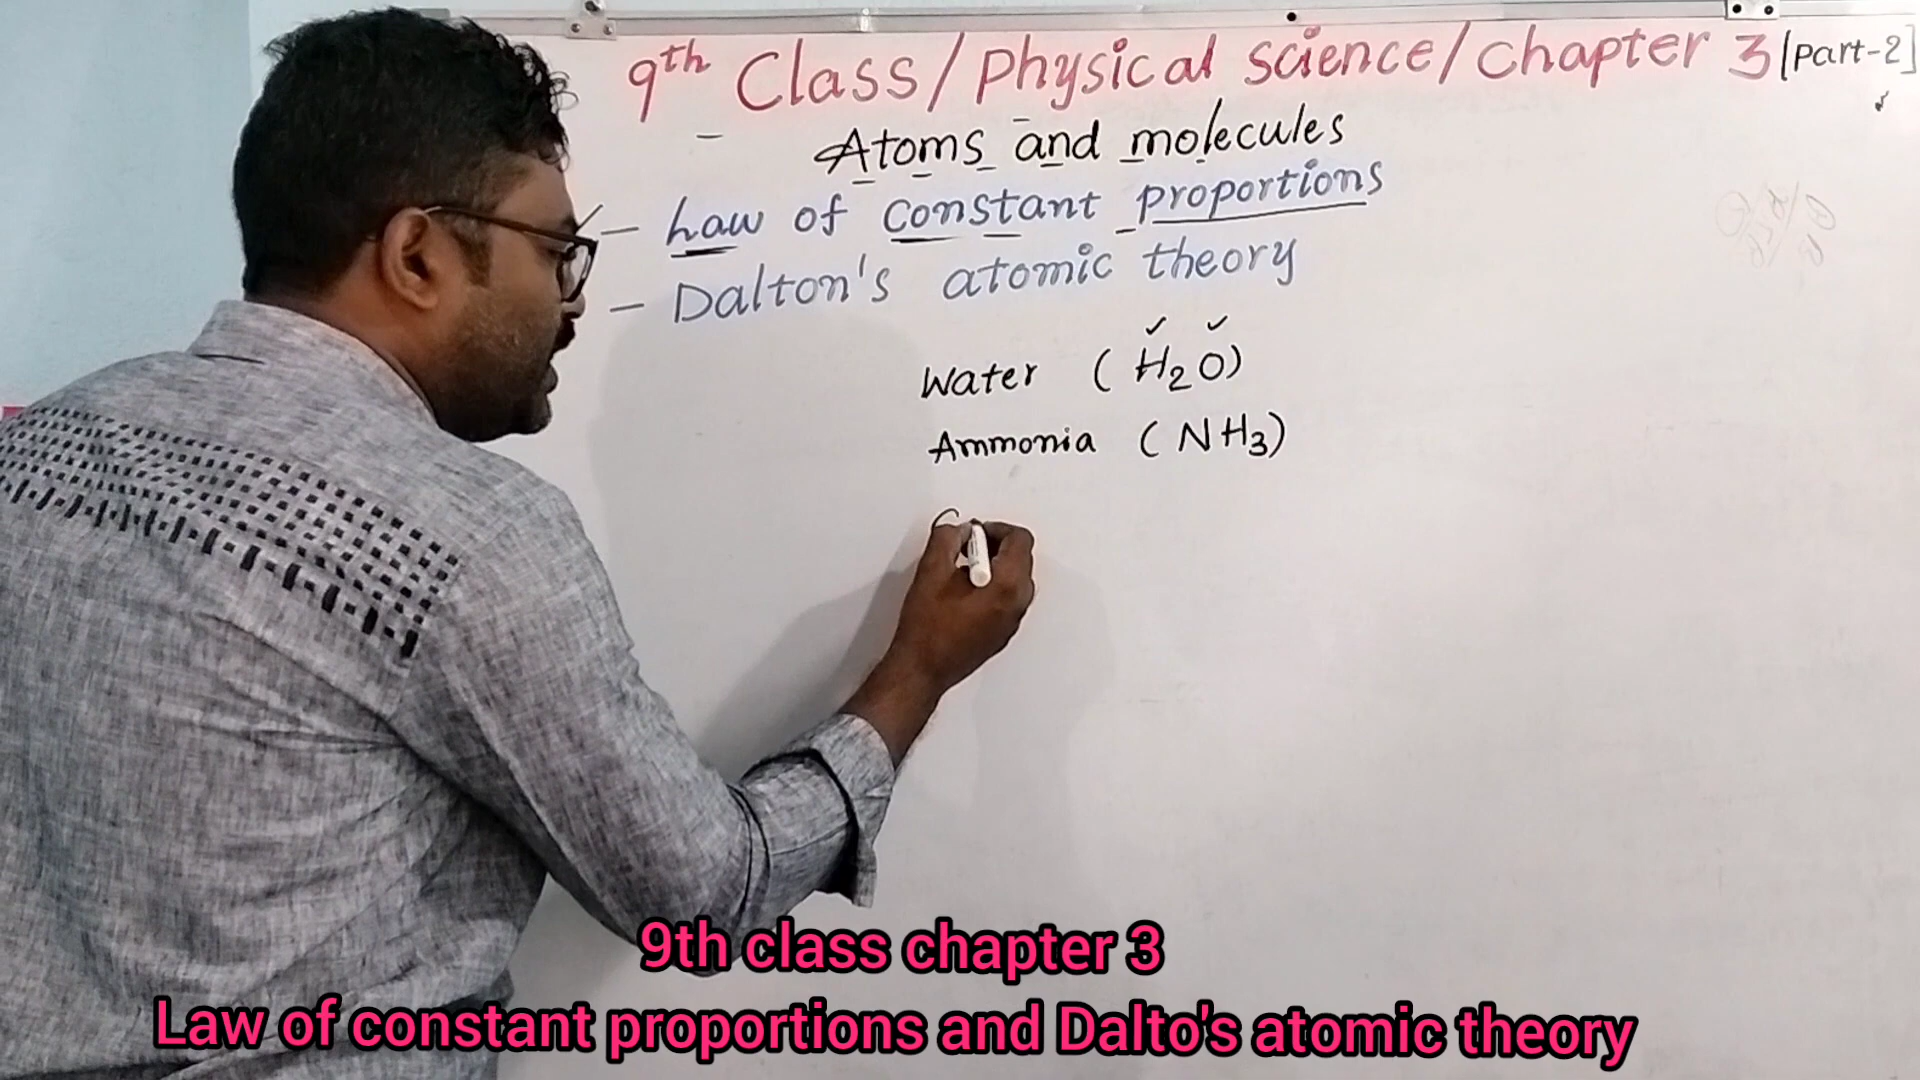 9th Class/Physical science/Chapter 3 [Part-2]
Atoms and molecules
- Law of constant proportions
- Dalton's atomic theory
Water (H2O)
Ammonia (NH3)
C
9th class chapter 3
Law of constant proportions and Dalto's atomic theory